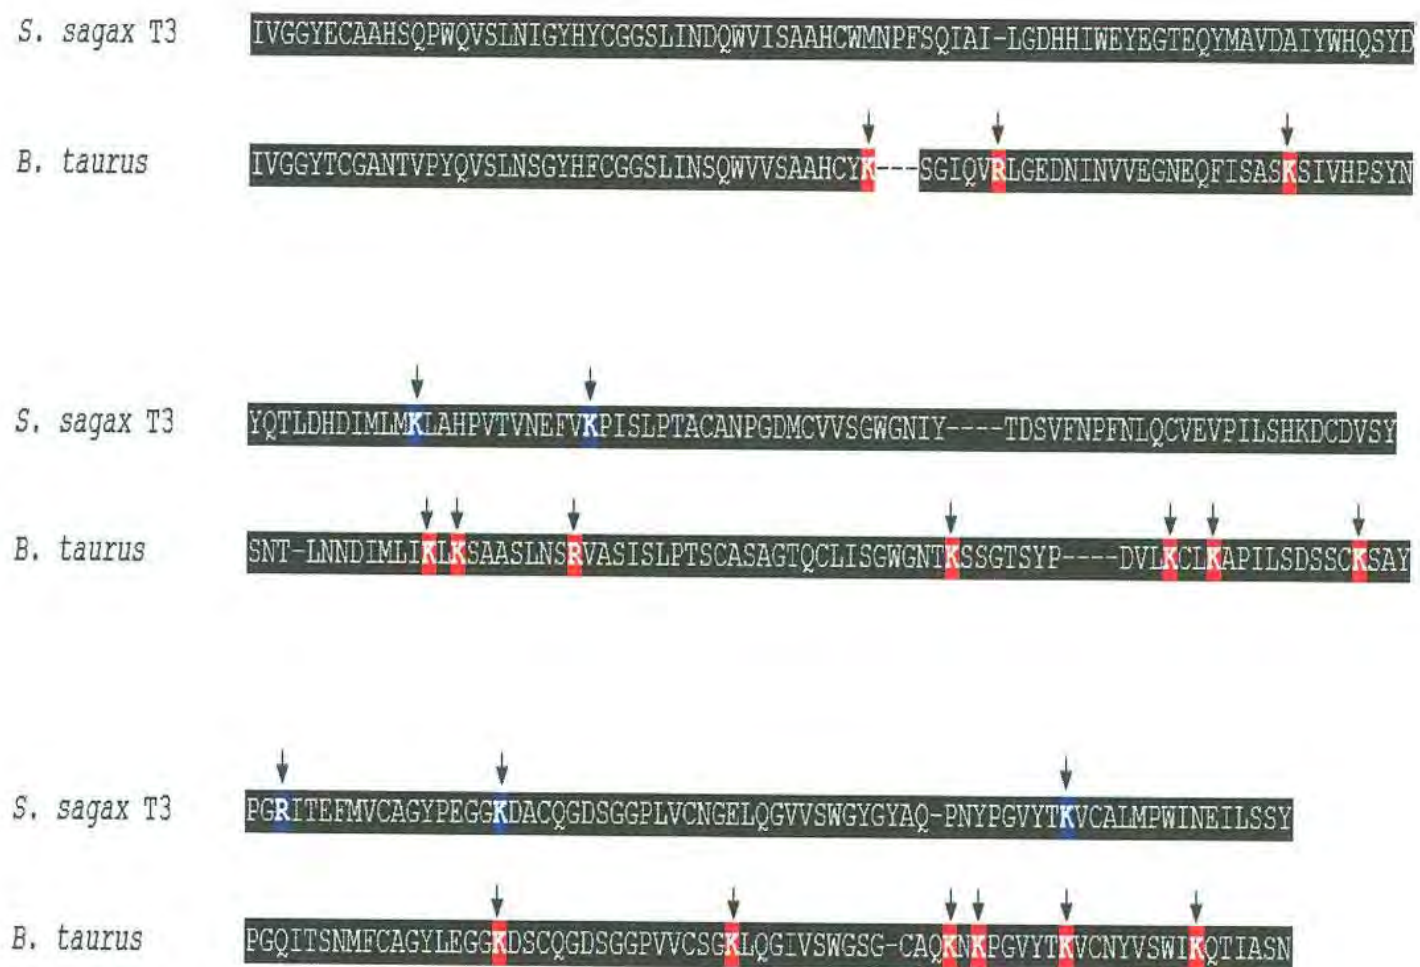 S. sagax T3 IVGGYECAAHSQPWQVSLNIGYHYCGGSLINDQWVISAAHCWMNPFSQIAI-LGDHHIWEYEGTEQYMAVDAIYWHQSYD
B. taurus IVGGYTCGANTVPYQVSLNSGYHFCGGSLINSQWVVSAAHCYK---SGIQVRLGEDNINVVEGNEQFISASKSIVHPSYN
S. sagax T3 YQTLDHDIMLMKLAHPVTVNEFVKPISLPTACANPGDMCVVSGWGNIY----TDSVFNPFNLQCVEVPILSHKDCDVSY
B. taurus SNT-LNNDIMLIKLKSAASLNSRVASISLPTSCASAGTQCLISGWGNTKSSGTSYP----DVLKCLKAPILSDSSCKSAY
S. sagax T3 PGRITEFMVCAGYPEGGKDACQGDSGGPLVCNGELQGVVSWGYGYAQ-PNYPGVYTKVCALMPWINEILSSY
B. taurus PGQITSNMFCAGYLEGGKDSCQGDSGGPVVCSGKLQGIVSWGSG-CAQKNKPGVYTKVCNYVSWIKQTIASN